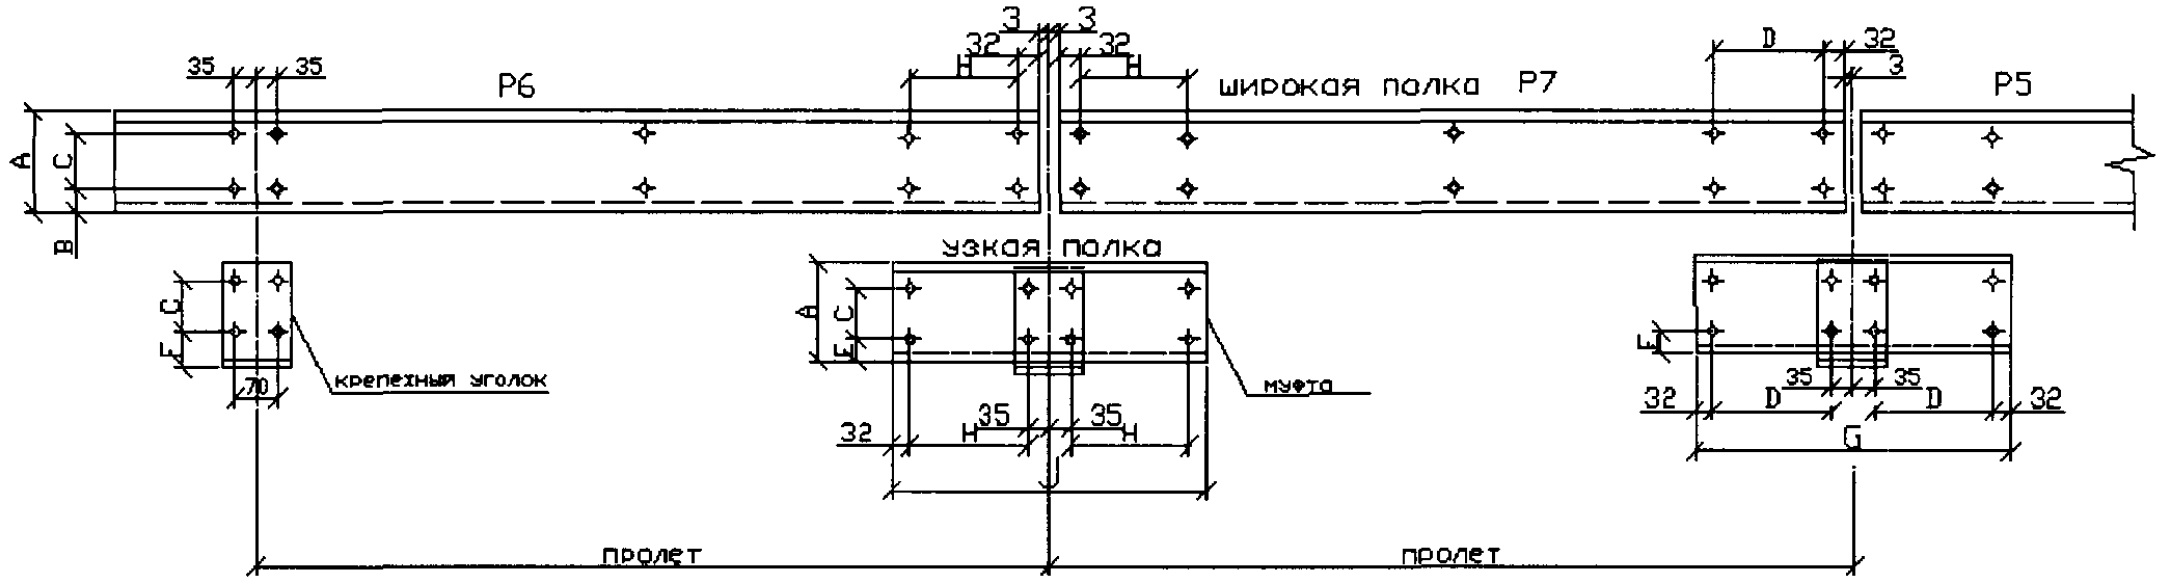 3 3
32 H H 32 D 32
35 35 3
P6 широкая полка P7 P5
A C B
узкая полка
C F A C E E
70 крепехный уголок муфта
35 35
32 D D 32
35 35
32 H H
G
J
пролет пролет